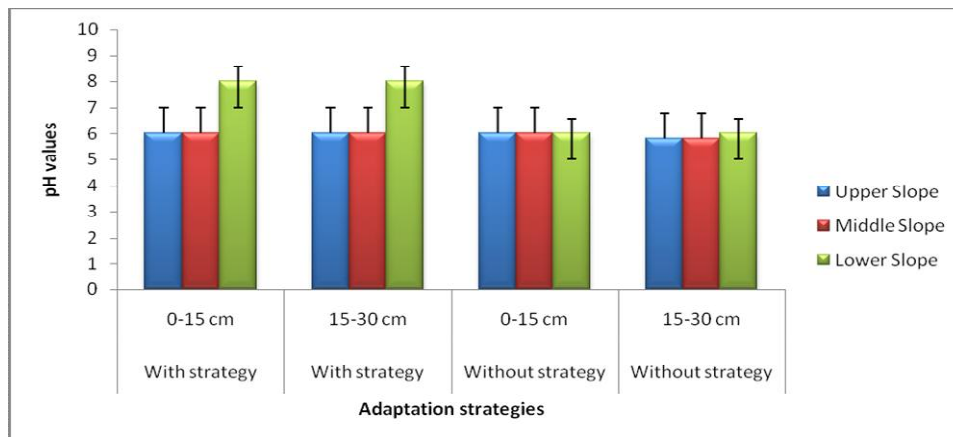 10
9
8
7
6
5
4
3
2
1
0
pH values
0-15 cm
15-30 cm
0-15 cm
15-30 cm
With strategy
With strategy
Without strategy
Without strategy
Adaptation strategies
Upper Slope
Middle Slope
Lower Slope